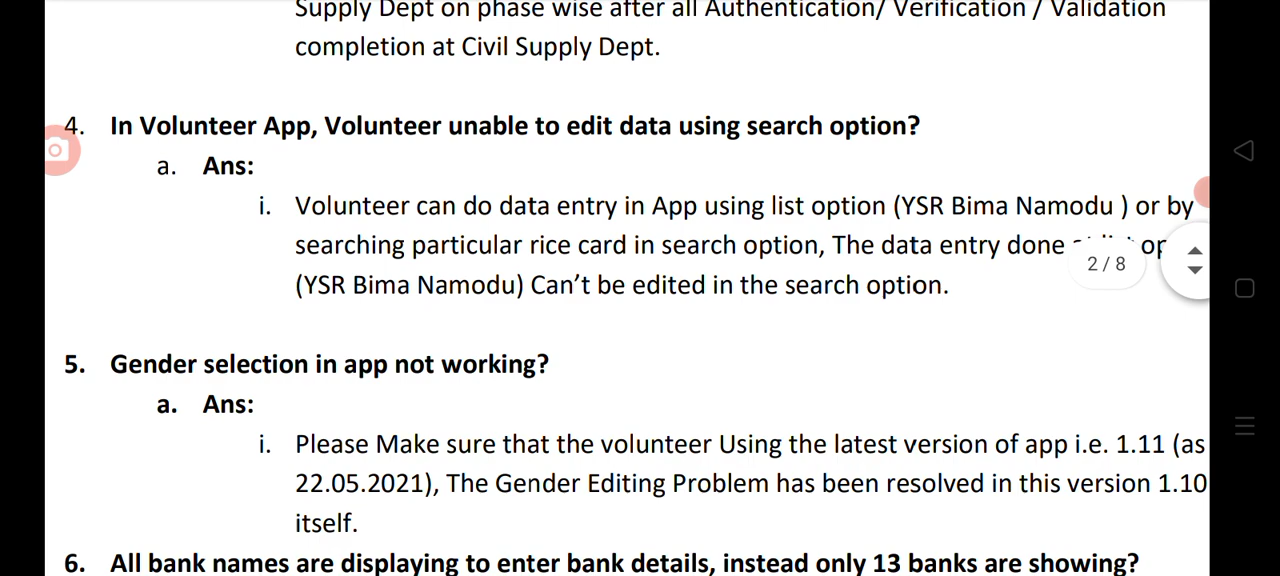 Supply Dept on phase wise after all Authentication/ Verification / Validation
completion at Civil Supply Dept.
4. In Volunteer App, Volunteer unable to edit data using search option?
a. Ans:
i. Volunteer can do data entry in App using list option (YSR Bima Namodu ) or by
searching particular rice card in search option, The data entry done
2 / 8
(YSR Bima Namodu) Can't be edited in the search option.
5. Gender selection in app not working?
a. Ans:
i. Please Make sure that the volunteer Using the latest version of app i.e. 1.11 (as
22.05.2021), The Gender Editing Problem has been resolved in this version 1.10
itself.
6. All bank names are displaying to enter bank details, instead only 13 banks are showing?